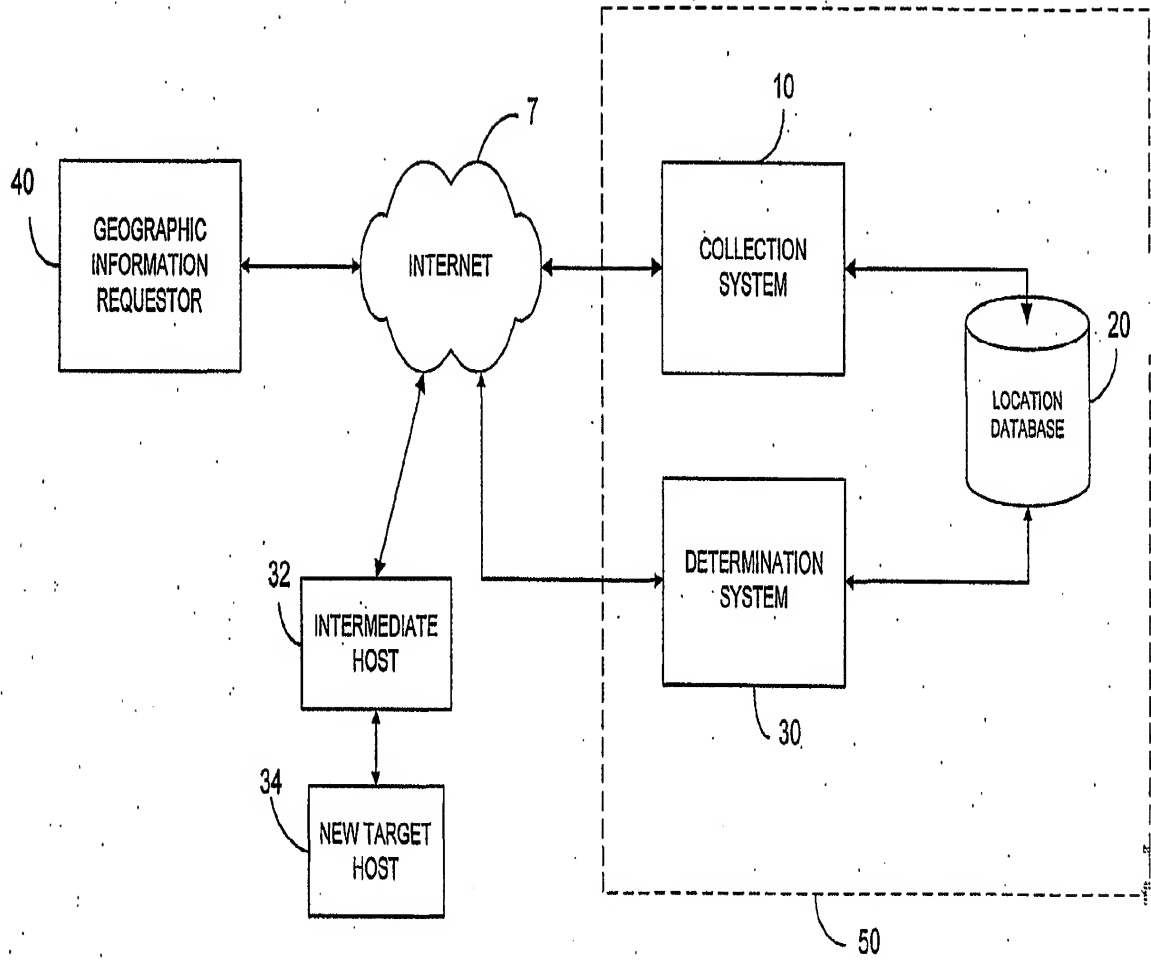 10
7
40
GEOGRAPHIC
INFORMATION
REQUESTOR
INTERNET
COLLECTION
SYSTEM
20
LOCATION
DATABASE
32
INTERMEDIATE
HOST
DETERMINATION
SYSTEM
30
34
NEW TARGET
HOST
50